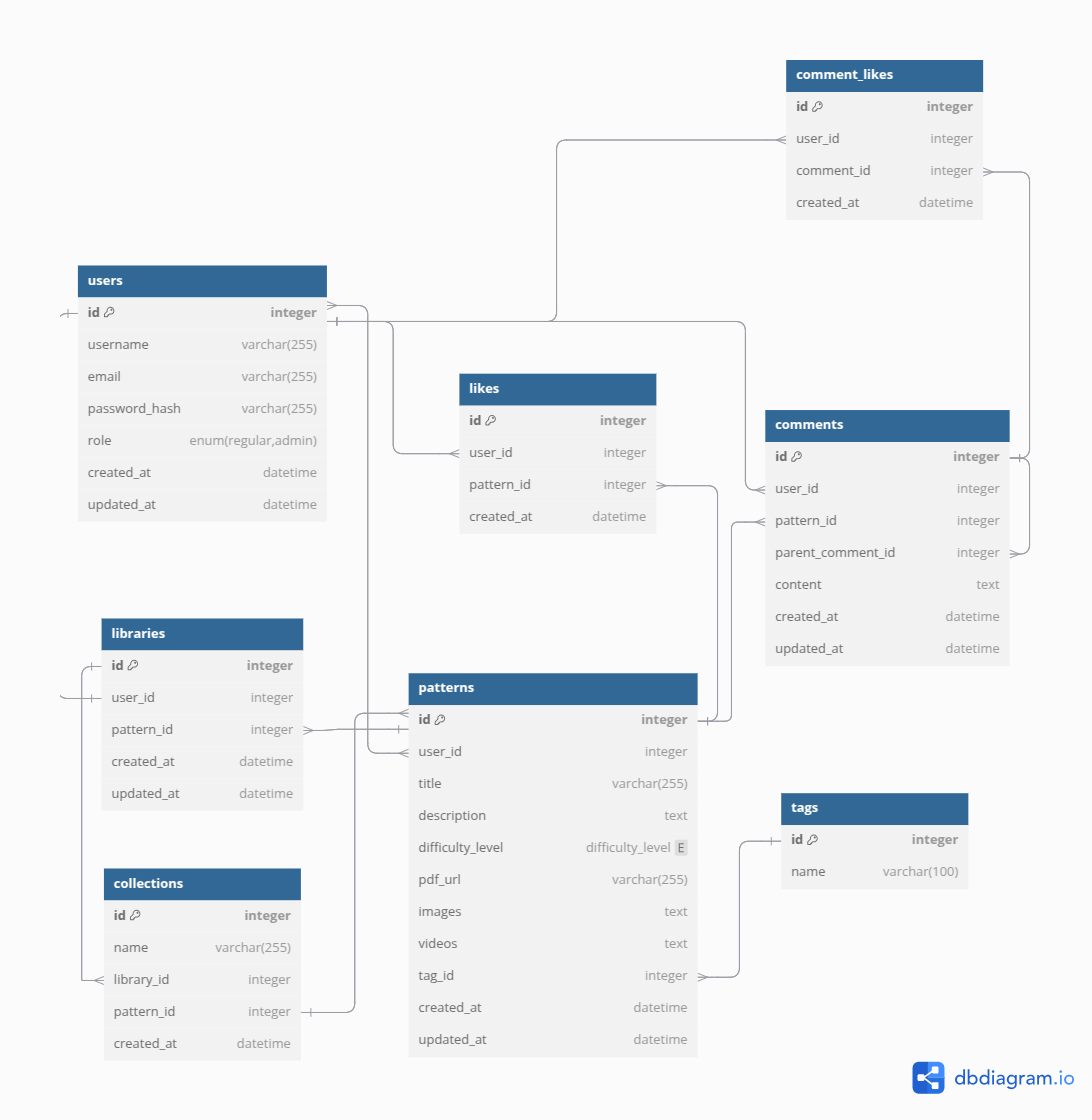 comment_likes
id integer
user_id integer
comment_id integer
created_at datetime
users
id integer
username varchar(255)
email varchar(255)
password_hash varchar(255)
role enum(regular,admin)
created_at datetime
updated_at datetime
likes
id integer
user_id integer
pattern_id integer
created_at datetime
comments
id integer
user_id integer
pattern_id integer
parent_comment_id integer
content text
created_at datetime
updated_at datetime
libraries
id integer
user_id integer
pattern_id integer
created_at datetime
updated_at datetime
patterns
id integer
user_id integer
title varchar(255)
description text
difficulty_level difficulty_level E
pdf_url varchar(255)
images text
videos text
tag_id integer
created_at datetime
updated_at datetime
tags
id integer
name varchar(100)
collections
id integer
name varchar(255)
library_id integer
pattern_id integer
created_at datetime
dbdiagram.io